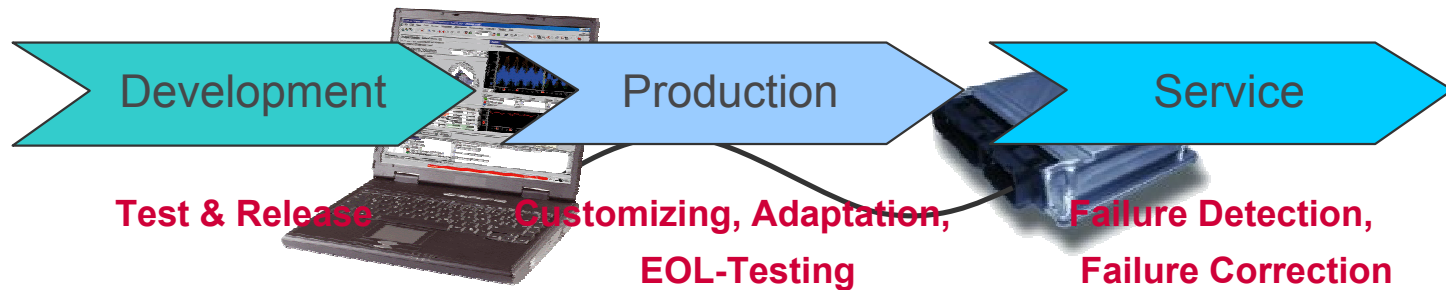 Development
Production
Service
Test & Release
Customizing, Adaptation,
EOL-Testing
Failure Detection,
Failure Correction